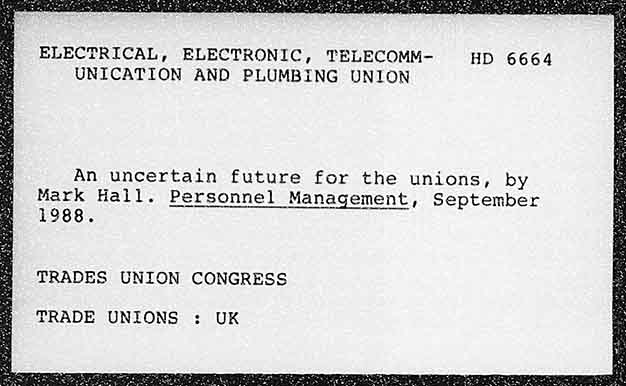 ELECTRICAL, ELECTRONIC, TELECOMM- HD 6664
UNICATION AND PLUMBING UNION
An uncertain future for the unions, by
Mark Hall. Personnel Management, September
1988.
TRADES UNION CONGRESS
TRADE UNIONS : UK